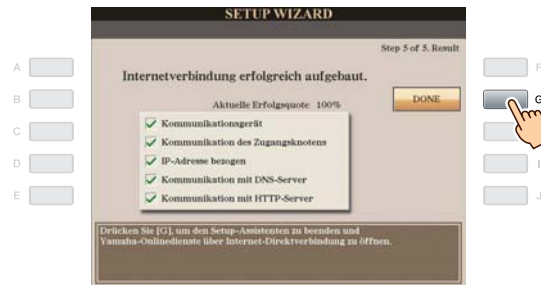 SETUP WIZARD
Step 5 of 5. Result
Internetverbindung erfolgreich aufgebaut.
Aktuelle Erfolgsquote 100%
DONE
Kommunikationsgerät
Kommunikation des Zugangsknotens
IP-Adresse bezogen
Kommunikation mit DNS-Server
Kommunikation mit HTTP-Server
Drücken Sie [G], um den Setup-Assistenten zu beenden und
Yamaha-Onlinedienste über Internet-Direktverbindung zu öffnen.
A
B
C
D
E
F
G
I
J